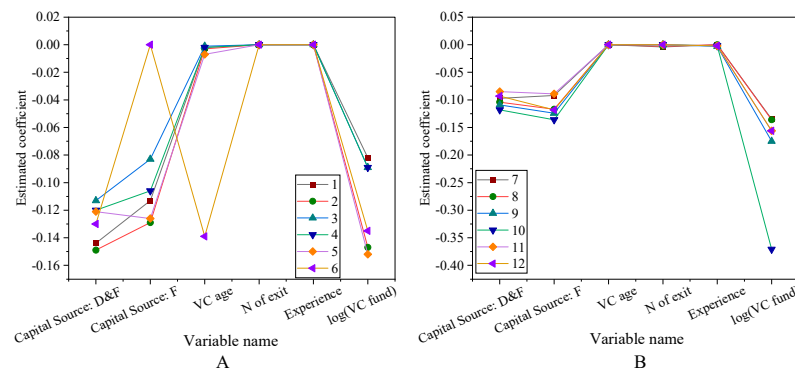 0.02
0.00
-0.02
-0.04
-0.06
-0.08
-0.10
-0.12
-0.14
-0.16
Estimated coefficient
1
2
3
4
5
6
Capital Source: D&F
Capital Source: F
VC age
N of exit
Experience
log(VC fund)
Variable name
A
0.05
0.00
-0.05
-0.10
-0.15
-0.20
-0.25
-0.30
-0.35
-0.40
Estimated coefficient
7
8
9
10
11
12
Capital Source: D&F
Capital Source: F
VC age
N of exit
Experience
log(VC fund)
Variable name
B